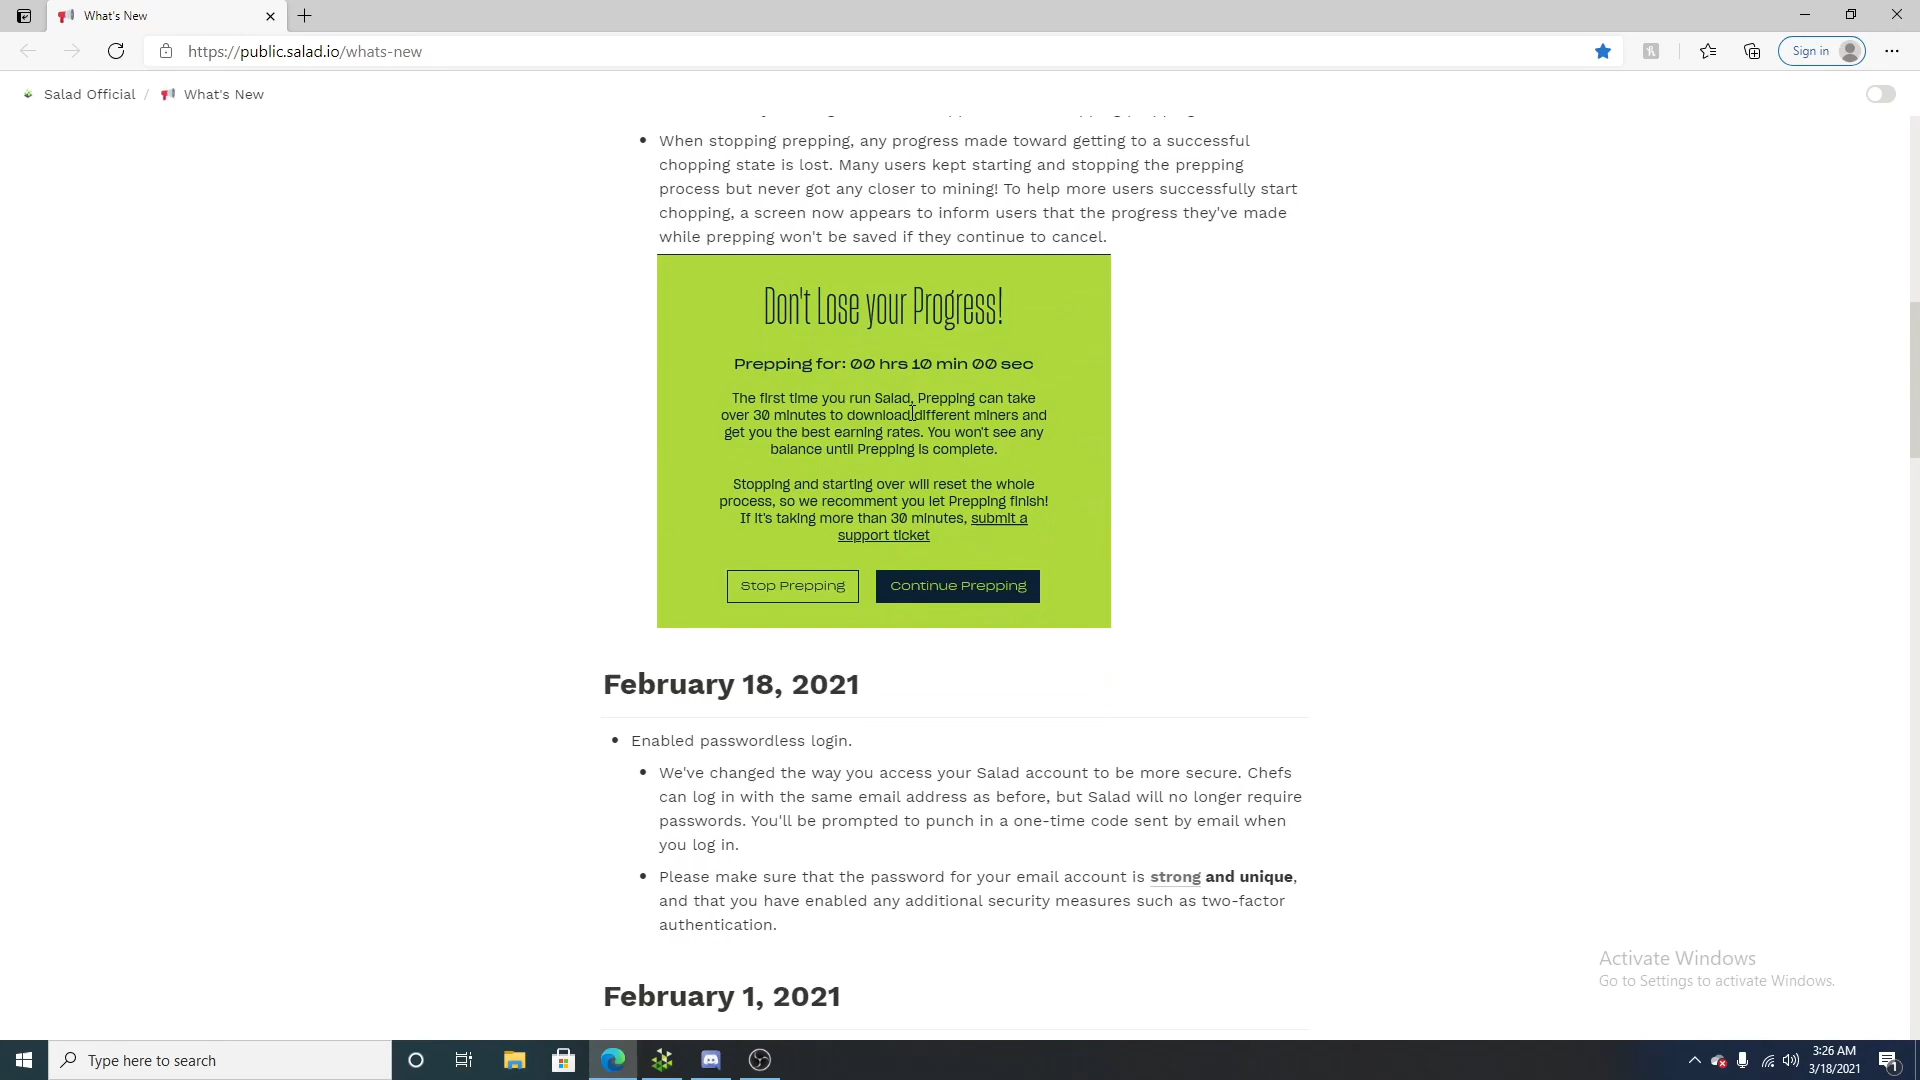 What's New
https://public.salad.io/whats-new
Sign in
Salad Official / What's New
When stopping prepping, any progress made toward getting to a successful
chopping state is lost. Many users kept starting and stopping the prepping
process but never got any closer to mining! To help more users successfully start
chopping, a screen now appears to inform users that the progress they've made
while prepping won't be saved if they continue to cancel.
Don't Lose your Progress!
Prepping for: 00 hrs 10 min 00 sec
The first time you run Salad, Prepping can take
over 30 minutes to download different miners and
get you the best earning rates. You won't see any
balance until Prepping is complete.
Stopping and starting over will reset the whole
process, so we recomment you let Prepping finish!
If it's taking more than 30 minutes, submit a
support ticket
Stop Prepping
Continue Prepping
February 18, 2021
Enabled passwordless login.
We've changed the way you access your Salad account to be more secure. Chefs
can log in with the same email address as before, but Salad will no longer require
passwords. You'll be prompted to punch in a one-time code sent by email when
you log in.
Please make sure that the password for your email account is strong and unique,
and that you have enabled any additional security measures such as two-factor
authentication.
February 1, 2021
Activate Windows
Go to Settings to activate Windows.
Type here to search
3:26 AM
3/18/2021
1